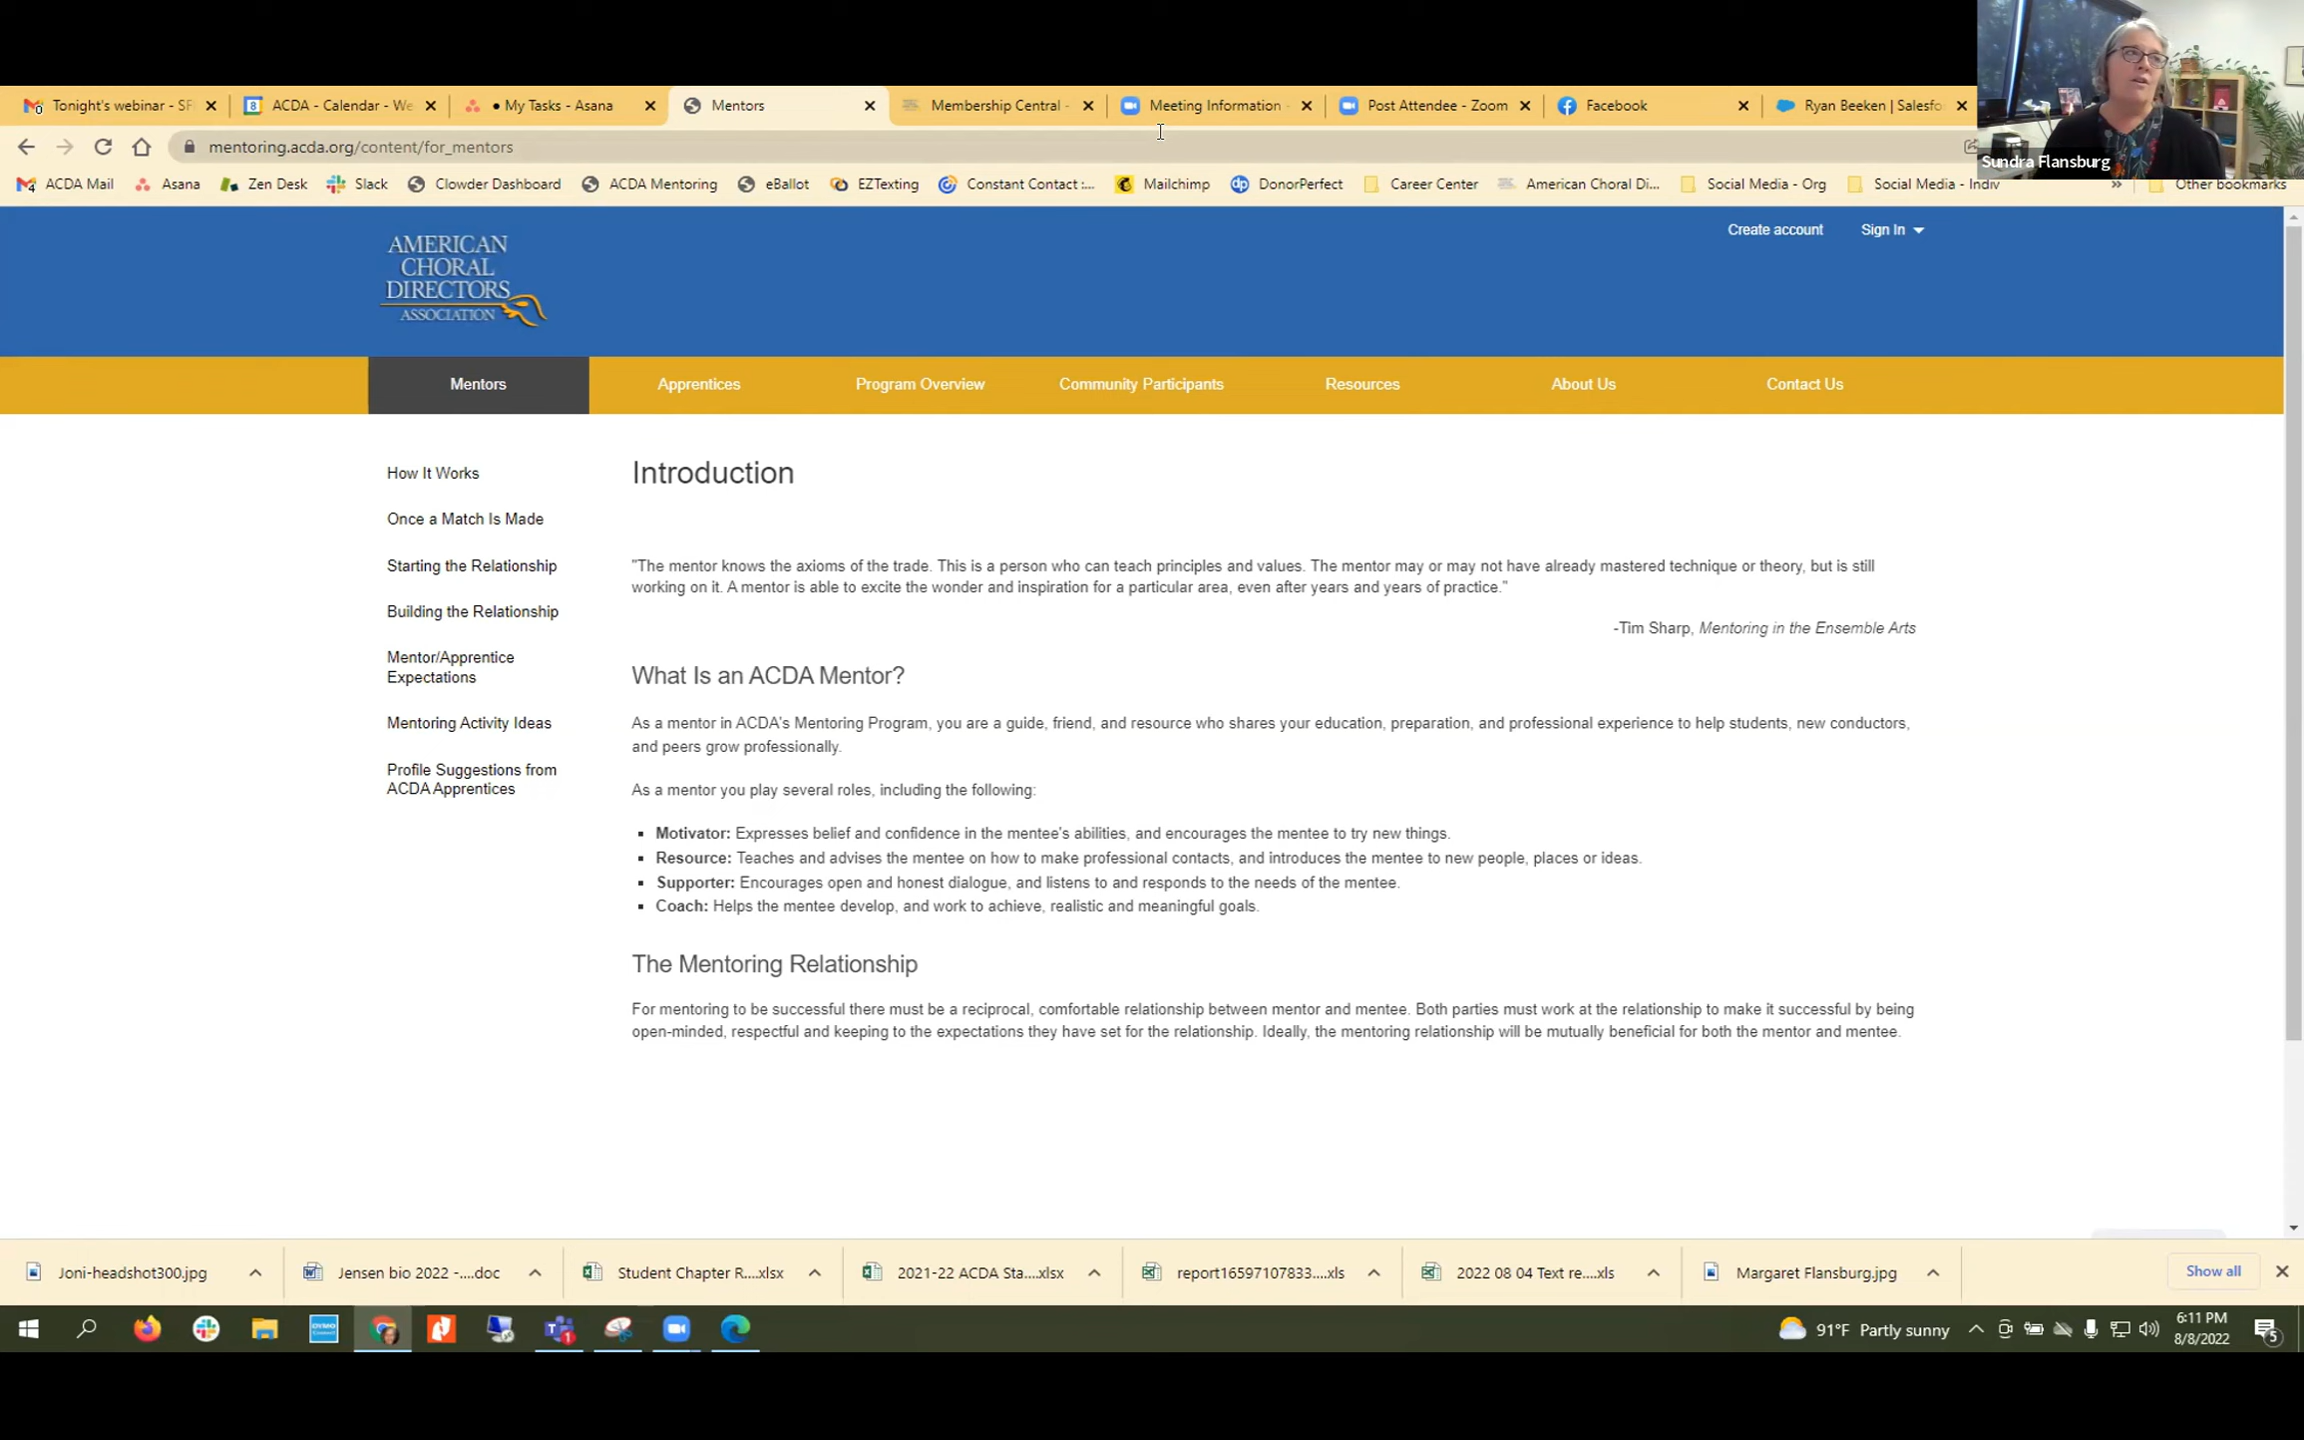 Tonight's webinar - SF
ACDA - Calendar - We
• My Tasks - Asana
Mentors
Membership Central -
Meeting Information -
Post Attendee - Zoom
Facebook
Ryan Beeken | Salesfo
mentoring.acda.org/content/for_mentors
Sundra Flansburg
ACDA Mail
Asana
Zen Desk
Slack
Clowder Dashboard
ACDA Mentoring
eBallot
EZTexting
Constant Contact :...
Mailchimp
DonorPerfect
Career Center
American Choral Di...
Social Media - Org
Social Media - Indiv
»
Other bookmarks
Create account
Sign In
AMERICAN
CHORAL
DIRECTORS
ASSOCIATION
Mentors
Apprentices
Program Overview
Community Participants
Resources
About Us
Contact Us
How It Works
Once a Match Is Made
Starting the Relationship
Building the Relationship
Mentor/Apprentice
Expectations
Mentoring Activity Ideas
Profile Suggestions from
ACDA Apprentices
Introduction
"The mentor knows the axioms of the trade. This is a person who can teach principles and values. The mentor may or may not have already mastered technique or theory, but is still
working on it. A mentor is able to excite the wonder and inspiration for a particular area, even after years and years of practice."
-Tim Sharp, Mentoring in the Ensemble Arts
What Is an ACDA Mentor?
As a mentor in ACDA's Mentoring Program, you are a guide, friend, and resource who shares your education, preparation, and professional experience to help students, new conductors,
and peers grow professionally.
As a mentor you play several roles, including the following:
▪ Motivator: Expresses belief and confidence in the mentee's abilities, and encourages the mentee to try new things.
▪ Resource: Teaches and advises the mentee on how to make professional contacts, and introduces the mentee to new people, places or ideas.
▪ Supporter: Encourages open and honest dialogue, and listens to and responds to the needs of the mentee.
▪ Coach: Helps the mentee develop, and work to achieve, realistic and meaningful goals.
The Mentoring Relationship
For mentoring to be successful there must be a reciprocal, comfortable relationship between mentor and mentee. Both parties must work at the relationship to make it successful by being
open-minded, respectful and keeping to the expectations they have set for the relationship. Ideally, the mentoring relationship will be mutually beneficial for both the mentor and mentee.
Joni-headshot300.jpg
Jensen bio 2022 -....doc
Student Chapter R....xlsx
2021-22 ACDA Sta....xlsx
report16597107833....xls
2022 08 04 Text re....xls
Margaret Flansburg.jpg
Show all
91°F Partly sunny
6:11 PM
8/8/2022
5